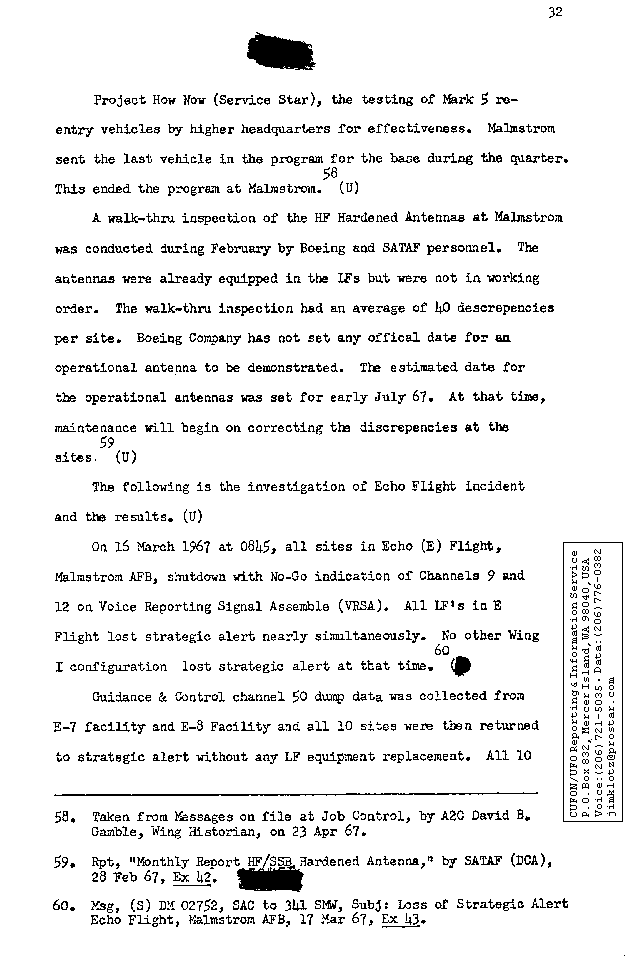 32
Project How Now (Service Star), the testing of Mark 5 re-
entry vehicles by higher headquarters for effectiveness. Malmstrom
sent the last vehicle in the program for the base during the quarter.
58
This ended the program at Malmstrom. (U)
A walk-thru inspection of the HF Hardened Antennas at Malmstrom
was conducted during February by Boeing and SATAF personnel. The
antennas were already equipped in the LFs but were not in working
order. The walk-thru inspection had an average of 40 descrepencies
per site. Boeing Company has not set any offical date for an
operational antenna to be demonstrated. The estimated date for
the operational antennas was set for early July 67. At that time,
maintenance will begin on correcting the discrepencies at the
59
sites. (U)
The following is the investigation of Echo Flight incident
and the results. (U)
On 16 March 1967 at 0845, all sites in Echo (E) Flight,
Malmstrom AFB, shutdown with No-Go indication of Channels 9 and
12 on Voice Reporting Signal Assemble (VRSA). All LF's in E
Flight lost strategic alert nearly simultaneously. No other Wing
60
I configuration lost strategic alert at that time. (
Guidance & Control channel 50 dump data was collected from
E-7 facility and E-8 Facility and all 10 sites were then returned
to strategic alert without any LF equipment replacement. All 10
58. Taken from Messages on file at Job Control, by A2C David B.
Gamble, Wing Historian, on 23 Apr 67.
59. Rpt, "Monthly Report HF/SSB Hardened Antenna," by SATAF (DCA),
28 Feb 67, Ex 42.
60. Msg, (S) DM 02752, SAC to 341 SMW, Subj: Loss of Strategic Alert
Echo Flight, Malmstrom AFB, 17 Mar 67, Ex 43.
CUFON/UFO Reporting & Information Service
P.O. Box 832, Mercer Island, WA 98040, USA
Voice:(206)721-5035 · Data:(206)776-0382
jimklotz@prostar.com